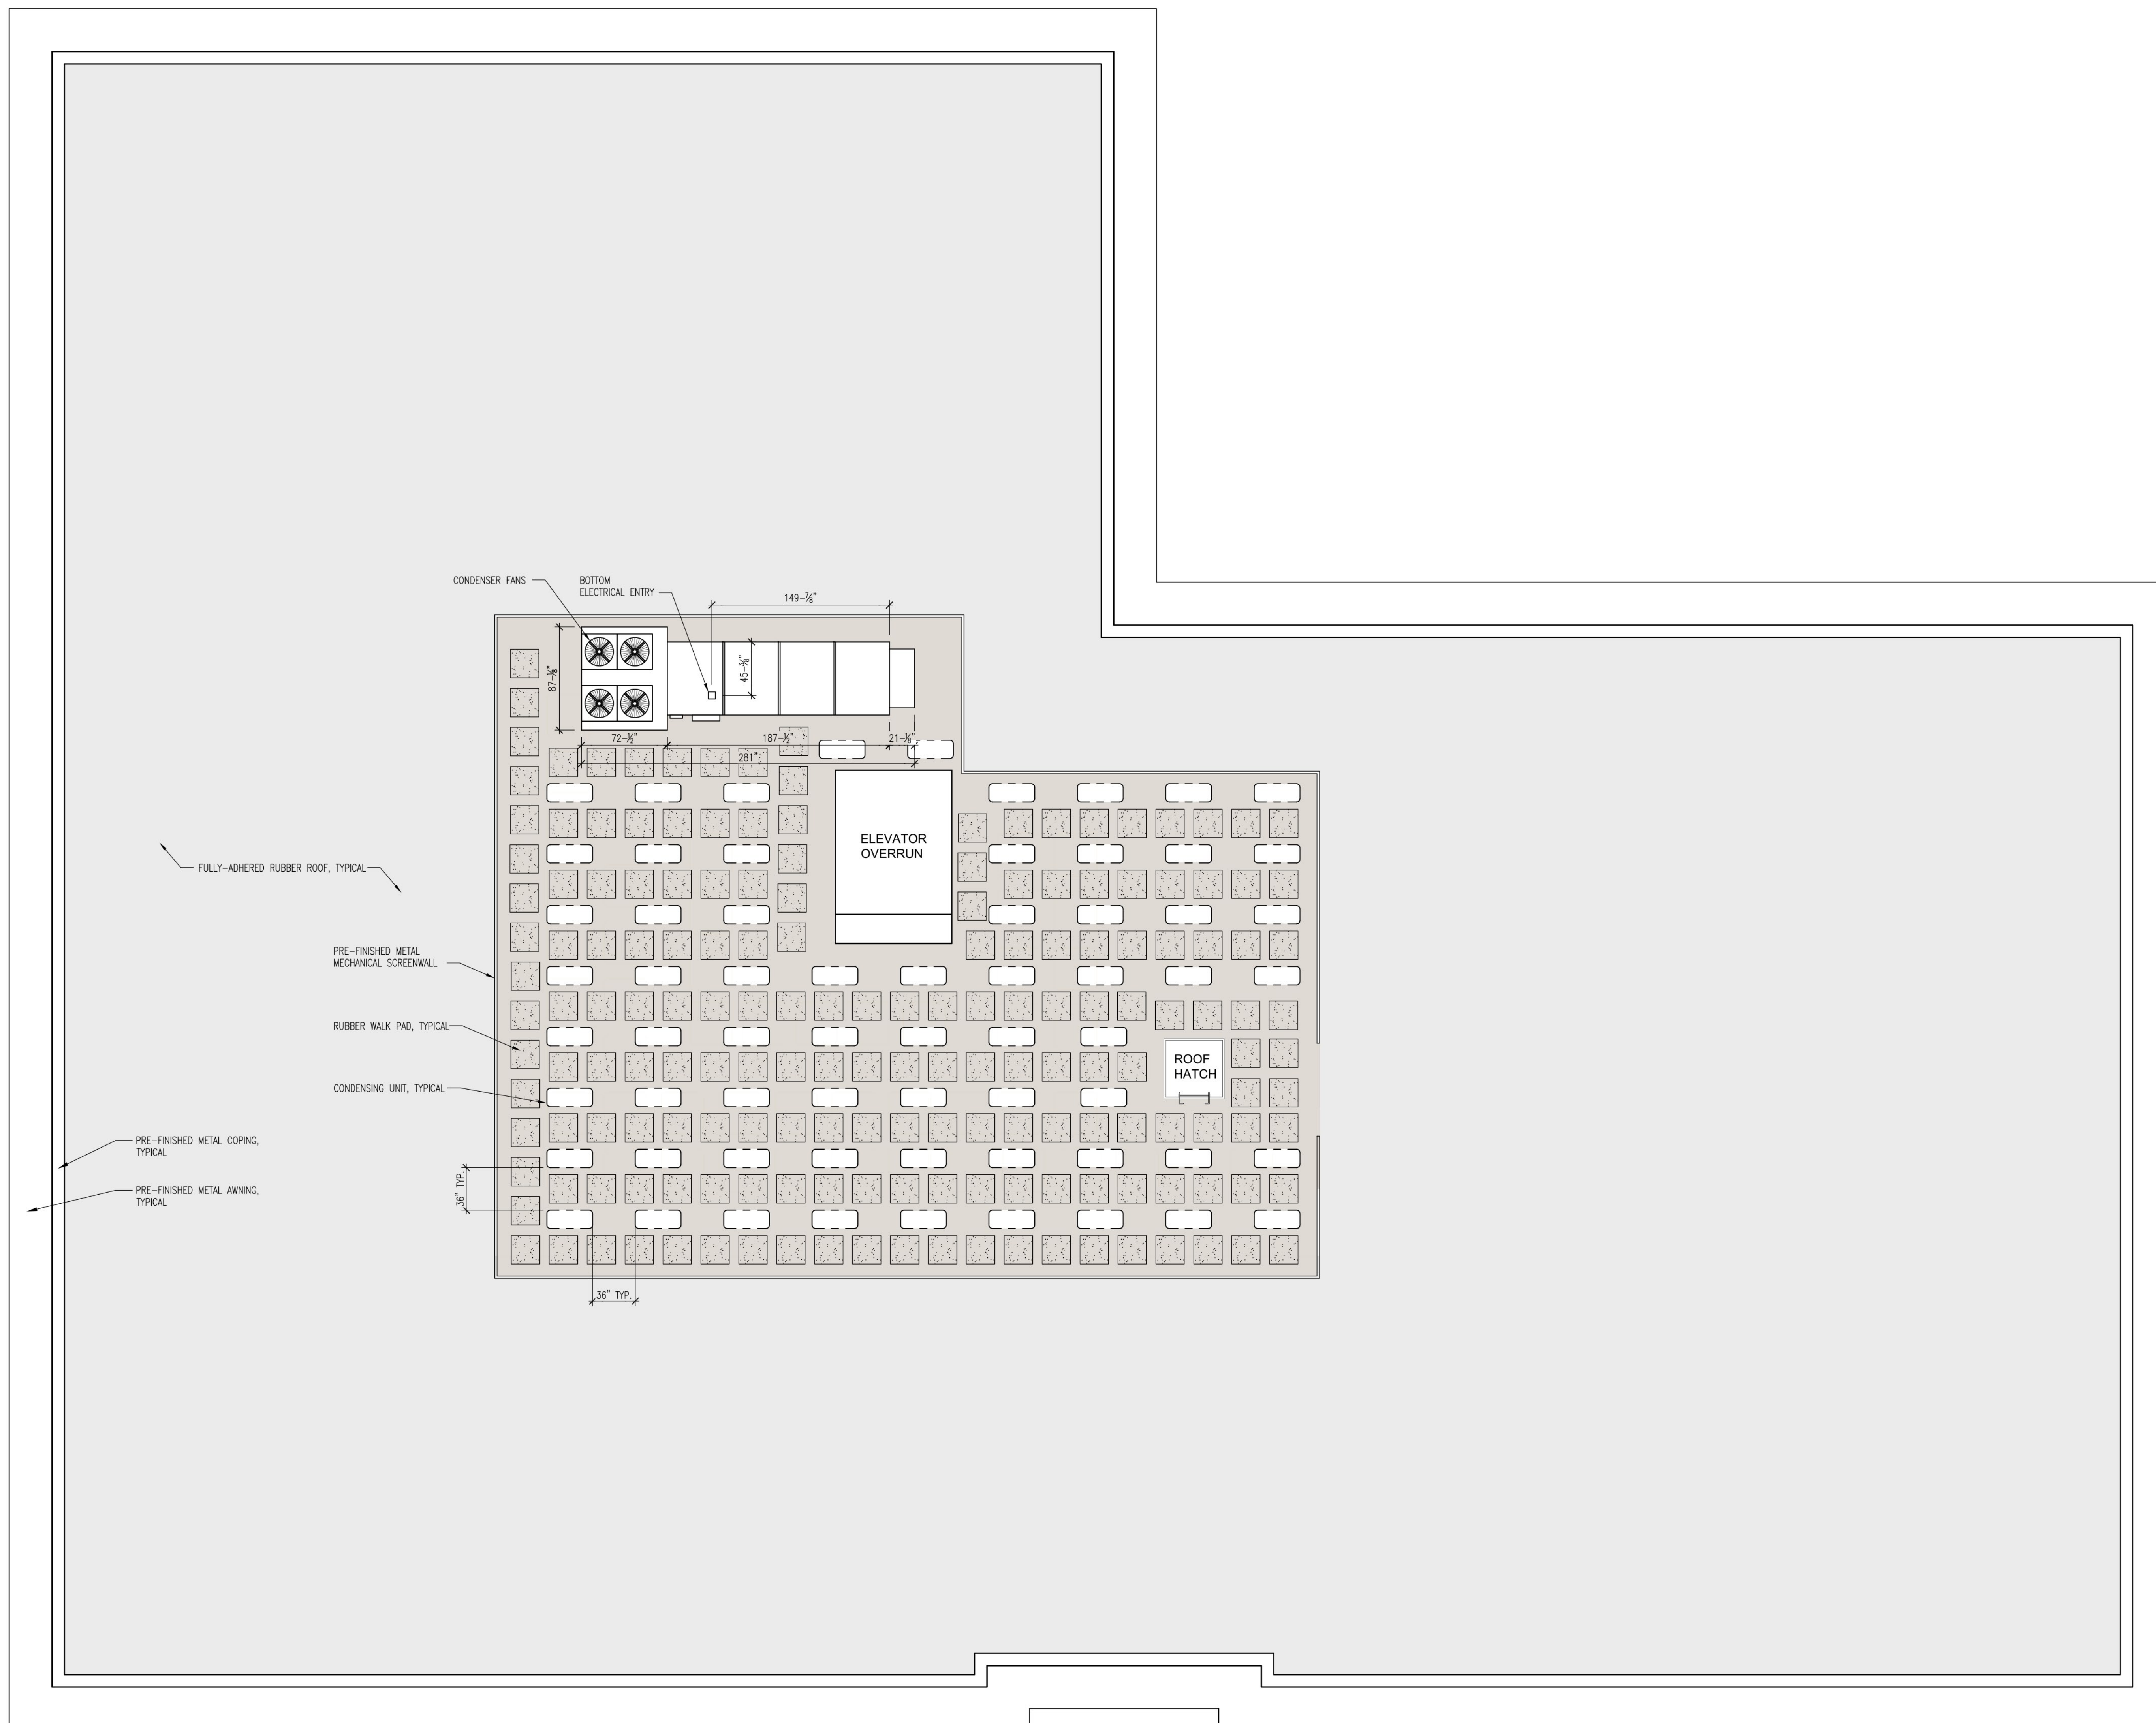 CONDENSER FANS
BOTTOM
ELECTRICAL ENTRY
149-⅞"
87-⅛"
45-⅜"
72-½"
187-½"
21-⅛"
281"
ELEVATOR
OVERRUN
FULLY-ADHERED RUBBER ROOF, TYPICAL
PRE-FINISHED METAL
MECHANICAL SCREENWALL
RUBBER WALK PAD, TYPICAL
ROOF
HATCH
CONDENSING UNIT, TYPICAL
PRE-FINISHED METAL COPING,
TYPICAL
PRE-FINISHED METAL AWNING,
TYPICAL
36" TYP.
36" TYP.